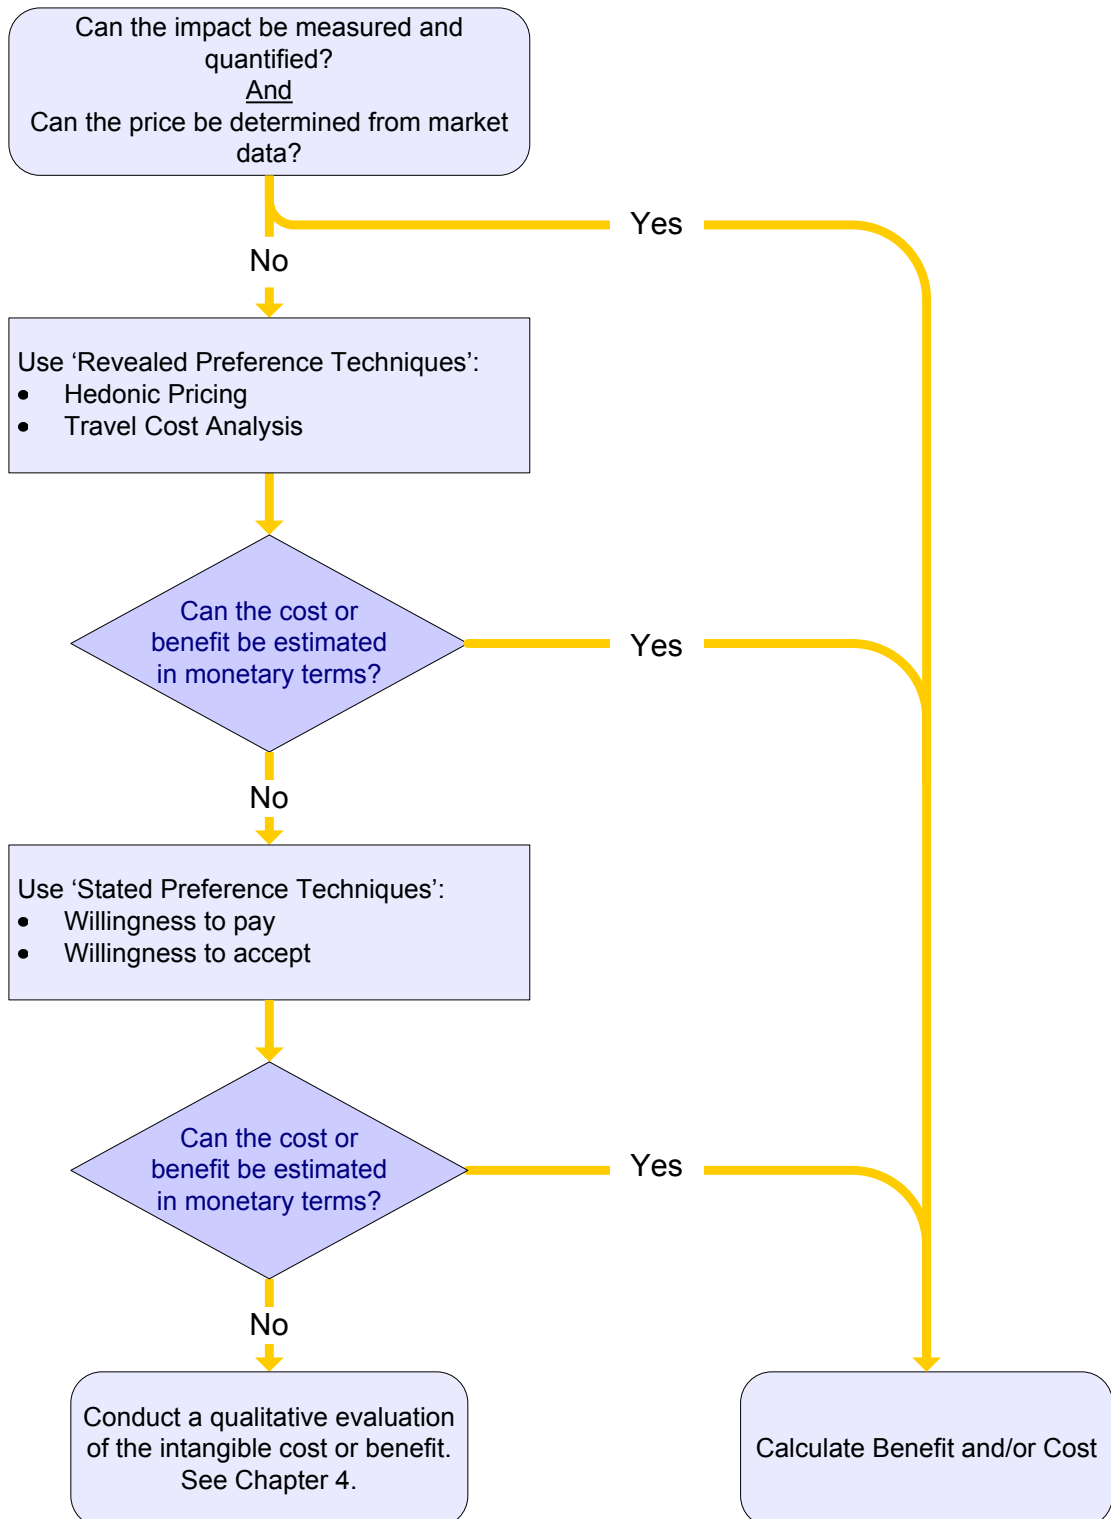 Can the impact be measured and
quantified?
And
Can the price be determined from market
data?
Yes
No
Use ‘Revealed Preference Techniques’:
• Hedonic Pricing
• Travel Cost Analysis
Can the cost or
benefit be estimated
in monetary terms?
Yes
No
Use ‘Stated Preference Techniques’:
• Willingness to pay
• Willingness to accept
Can the cost or
benefit be estimated
in monetary terms?
Yes
No
Conduct a qualitative evaluation
of the intangible cost or benefit.
See Chapter 4.
Calculate Benefit and/or Cost